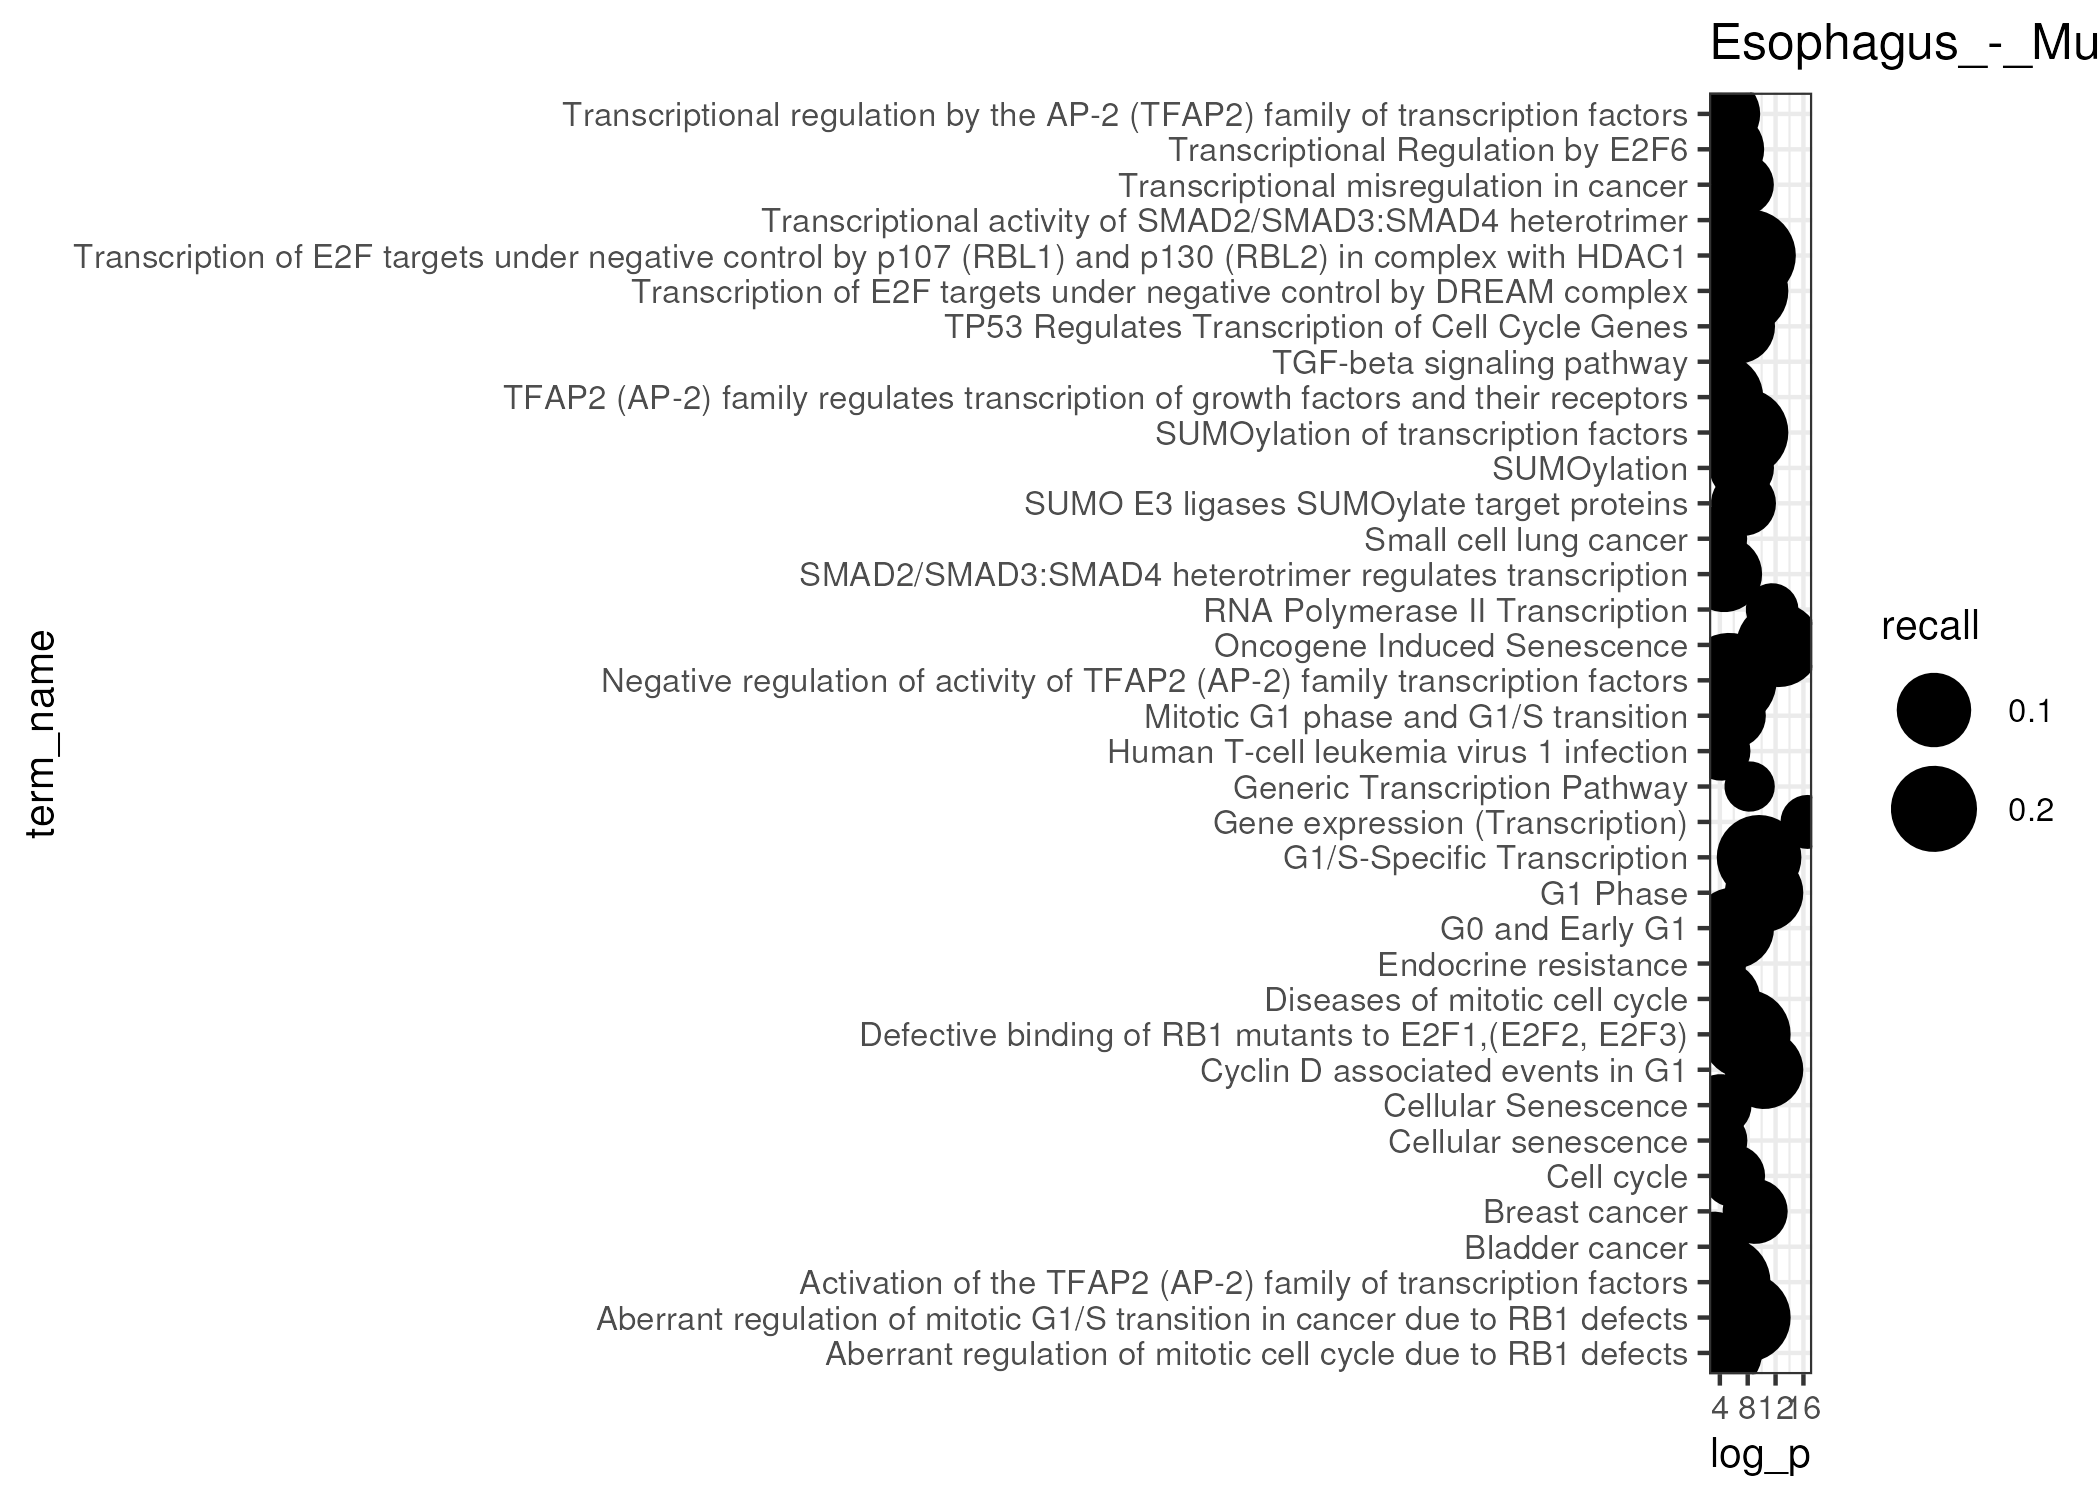 Esophagus_-_Mu
Transcriptional regulation by the AP-2 (TFAP2) family of transcription factors
Transcriptional Regulation by E2F6
Transcriptional misregulation in cancer
Transcriptional activity of SMAD2/SMAD3:SMAD4 heterotrimer
Transcription of E2F targets under negative control by p107 (RBL1) and p130 (RBL2) in complex with HDAC1
Transcription of E2F targets under negative control by DREAM complex
TP53 Regulates Transcription of Cell Cycle Genes
TGF-beta signaling pathway
TFAP2 (AP-2) family regulates transcription of growth factors and their receptors
SUMOylation of transcription factors
SUMOylation
SUMO E3 ligases SUMOylate target proteins
Small cell lung cancer
SMAD2/SMAD3:SMAD4 heterotrimer regulates transcription
RNA Polymerase II Transcription
Oncogene Induced Senescence
Negative regulation of activity of TFAP2 (AP-2) family transcription factors
Mitotic G1 phase and G1/S transition
Human T-cell leukemia virus 1 infection
Generic Transcription Pathway
Gene expression (Transcription)
G1/S-Specific Transcription
G1 Phase
G0 and Early G1
Endocrine resistance
Diseases of mitotic cell cycle
Defective binding of RB1 mutants to E2F1,(E2F2, E2F3)
Cyclin D associated events in G1
Cellular Senescence
Cellular senescence
Cell cycle
Breast cancer
Bladder cancer
Activation of the TFAP2 (AP-2) family of transcription factors
Aberrant regulation of mitotic G1/S transition in cancer due to RB1 defects
Aberrant regulation of mitotic cell cycle due to RB1 defects
term_name
4 8 12 16
log_p
recall
0.1
0.2